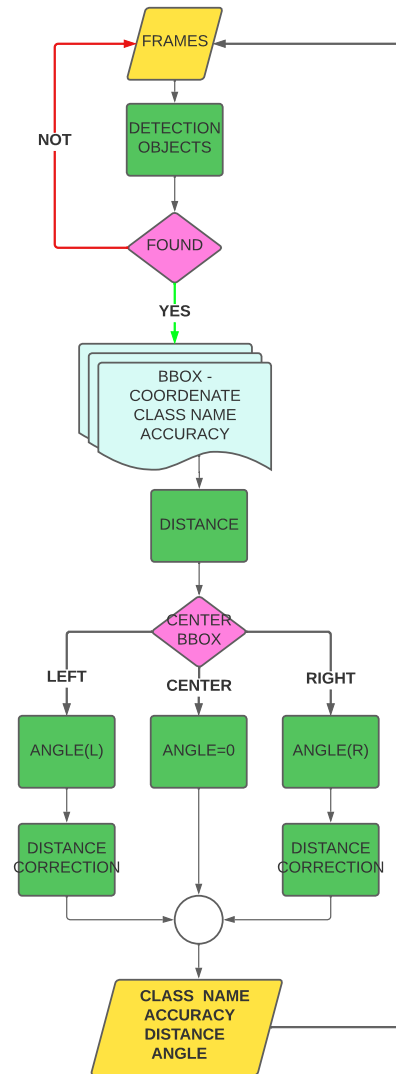 FRAMES
DETECTION
OBJECTS
NOT
FOUND
YES
BBOX -
COORDENATE
CLASS NAME
ACCURACY
DISTANCE
CENTER
BBOX
LEFT
CENTER
RIGHT
ANGLE(L)
ANGLE=0
ANGLE(R)
DISTANCE
CORRECTION
DISTANCE
CORRECTION
CLASS NAME
ACCURACY
DISTANCE
ANGLE